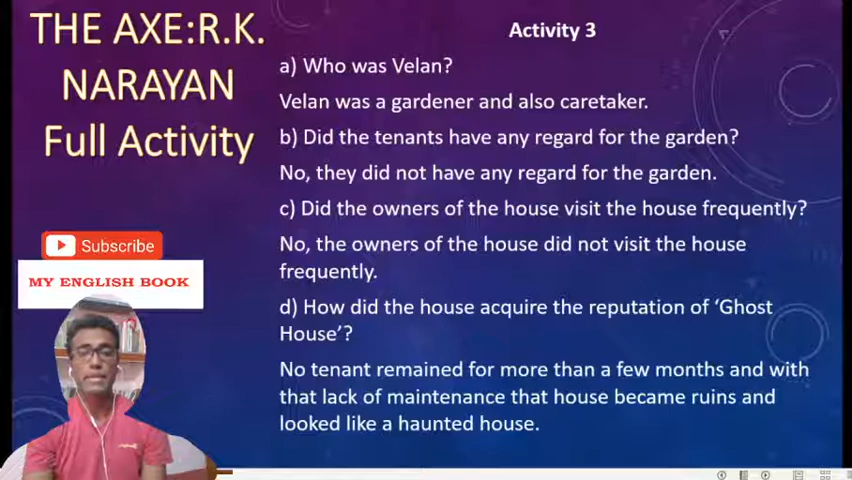 THE AXE:R.K.
NARAYAN
Full Activity
Subscribe
MY ENGLISH BOOK
Activity 3
a) Who was Velan?
Velan was a gardener and also caretaker.
b) Did the tenants have any regard for the garden?
No, they did not have any regard for the garden.
c) Did the owners of the house visit the house frequently?
No, the owners of the house did not visit the house
frequently.
d) How did the house acquire the reputation of ‘Ghost
House’?
No tenant remained for more than a few months and with
that lack of maintenance that house became ruins and
looked like a haunted house.